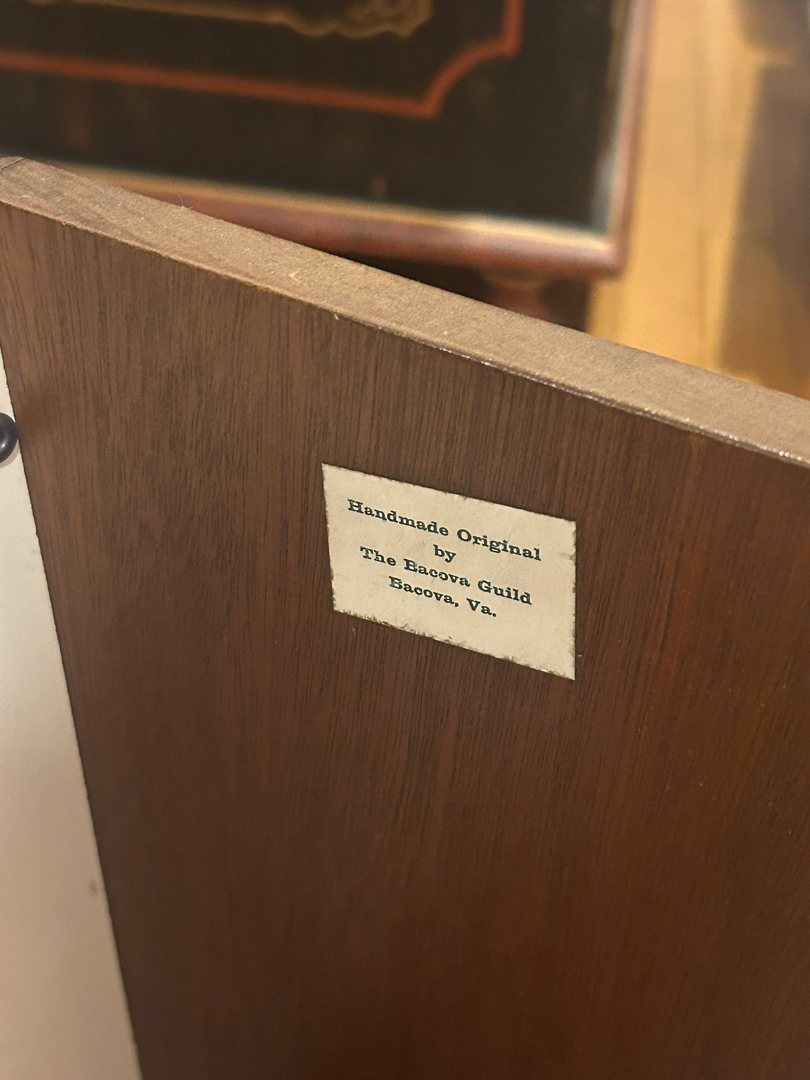 Handmade Original
by
The Bacova Guild
Bacova, Va.